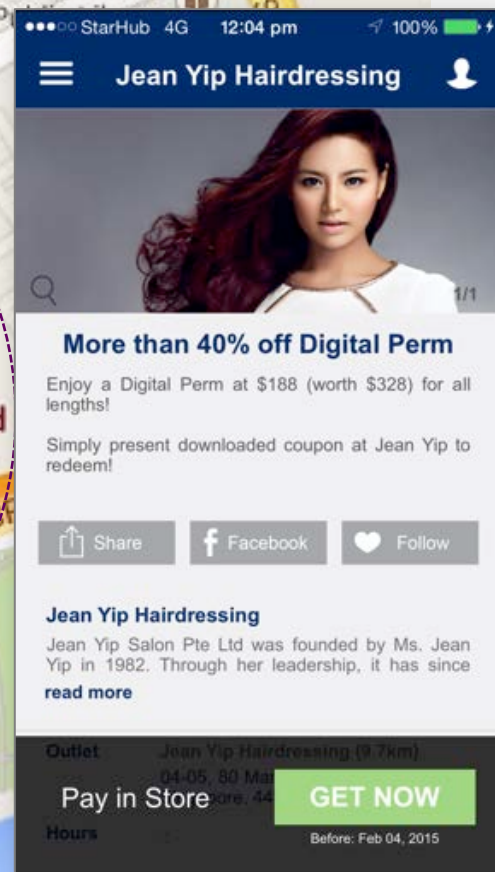 StarHub 4G 12:04 pm 100%
Jean Yip Hairdressing
1/1
More than 40% off Digital Perm
Enjoy a Digital Perm at $188 (worth $328) for all
lengths!
Simply present downloaded coupon at Jean Yip to
redeem!
Share
Facebook
Follow
Jean Yip Hairdressing
Jean Yip Salon Pte Ltd was founded by Ms. Jean
Yip in 1982. Through her leadership, it has since
read more
Outlet Jean Yip Hairdressing (9.7km)
04-05, 80 Mar
Pay in Store
GET NOW
Hours
Before: Feb 04, 2015